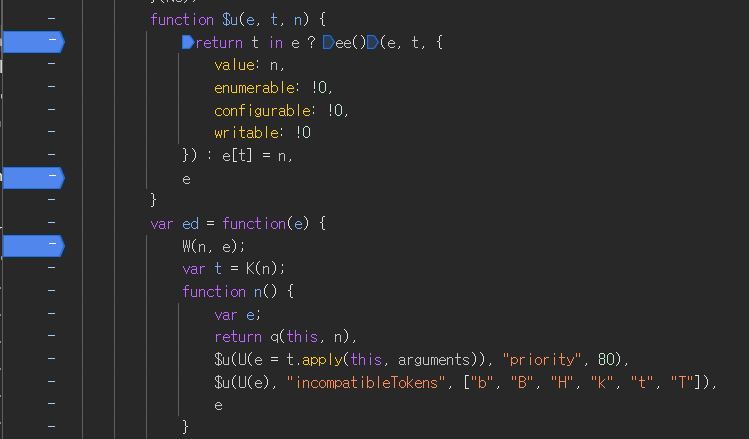 function $u(e, t, n) {
return t in e ? ee()(e, t, {
value: n,
enumerable: !0,
configurable: !0,
writable: !0
}) : e[t] = n,
e
}
var ed = function(e) {
W(n, e);
var t = K(n);
function n() {
var e;
return q(this, n),
$u(U(e = t.apply(this, arguments)), "priority", 80),
$u(U(e), "incompatibleTokens", ["b", "B", "H", "k", "t", "T"]),
e
}